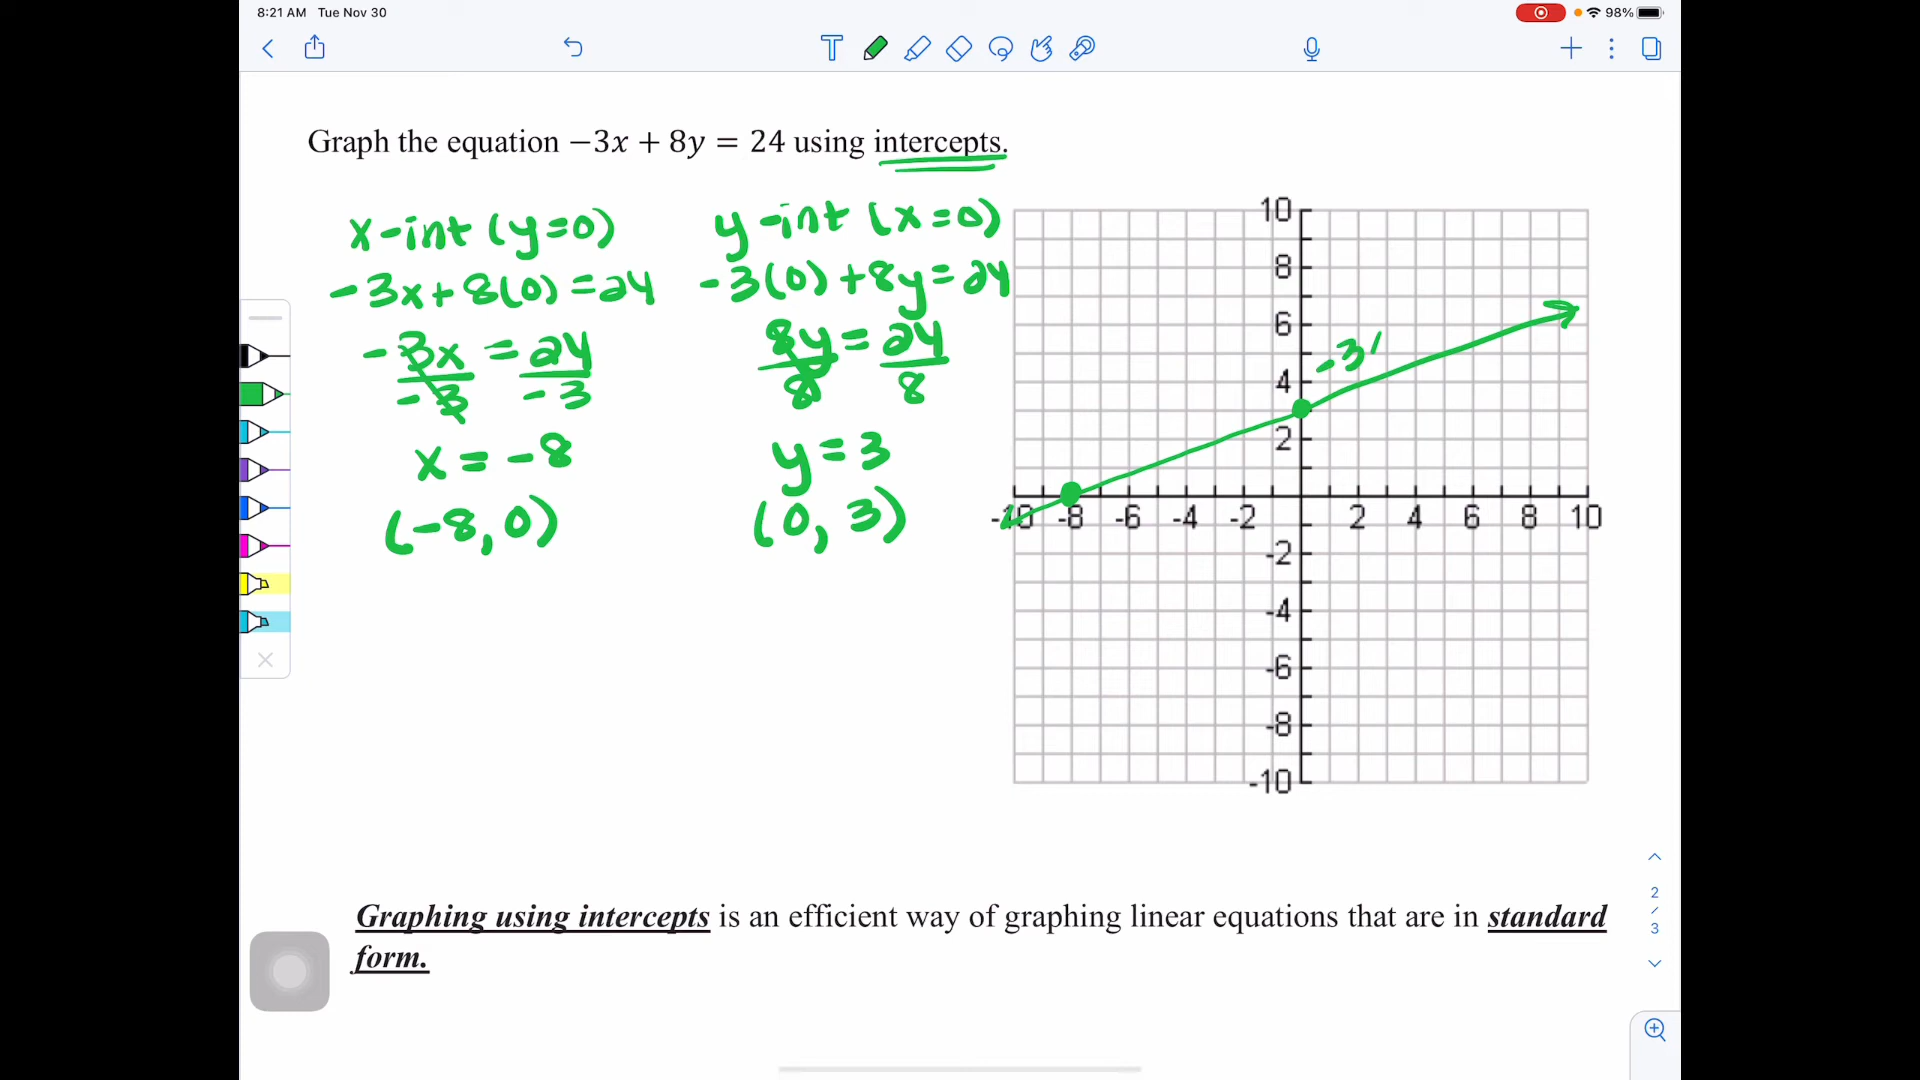 8:21 AM Tue Nov 30
98%
T
Graph the equation −3x + 8y = 24 using intercepts.
x-int (y=0)
-3x+8(0)=24
-3x = 24
-3 -3
x = -8
(-8, 0)
y-int (x=0)
-3(0)+8y=24
8y = 24
8 8
y = 3
(0, 3)
10
8
6
4
2
-10 -8 -6 -4 -2 2 4 6 8 10
-2
-4
-6
-8
-10
-3
2
3
Graphing using intercepts is an efficient way of graphing linear equations that are in standard
form.